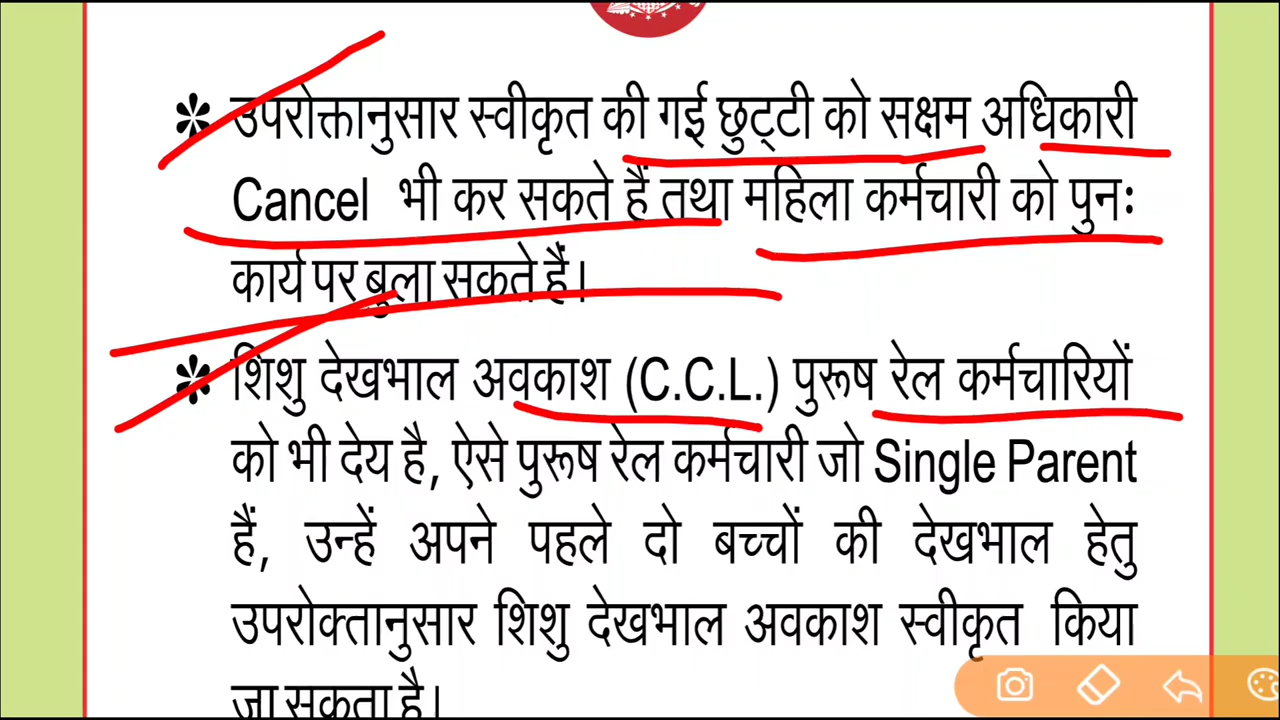 * उपरोक्तानुसार स्वीकृत की गई छुट्टी को सक्षम अधिकारी
Cancel भी कर सकते हैं तथा महिला कर्मचारी को पुनः
कार्य पर बुला सकते हैं।
* शिशु देखभाल अवकाश (C.C.L.) पुरूष रेल कर्मचारियों
को भी देय है, ऐसे पुरूष रेल कर्मचारी जो Single Parent
हैं, उन्हें अपने पहले दो बच्चों की देखभाल हेतु
उपरोक्तानुसार शिशु देखभाल अवकाश स्वीकृत किया
जा सकता है।